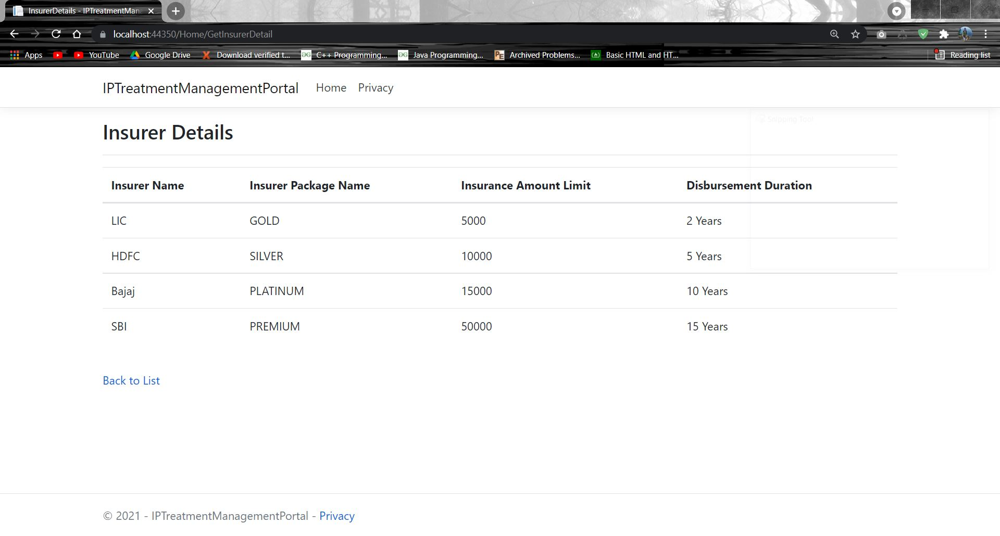 InsurerDetails - IPTreatmentMan
localhost:44350/Home/GetInsurerDetail
Apps YouTube Google Drive Download verified t... C++ Programming... Java Programming... Archived Problems... Basic HTML and HT... Reading list
IPTreatmentManagementPortal Home Privacy
Snipping Tool
Insurer Details
Insurer Name Insurer Package Name Insurance Amount Limit Disbursement Duration
LIC GOLD 5000 2 Years
HDFC SILVER 10000 5 Years
Bajaj PLATINUM 15000 10 Years
SBI PREMIUM 50000 15 Years
Back to List
© 2021 - IPTreatmentManagementPortal - Privacy